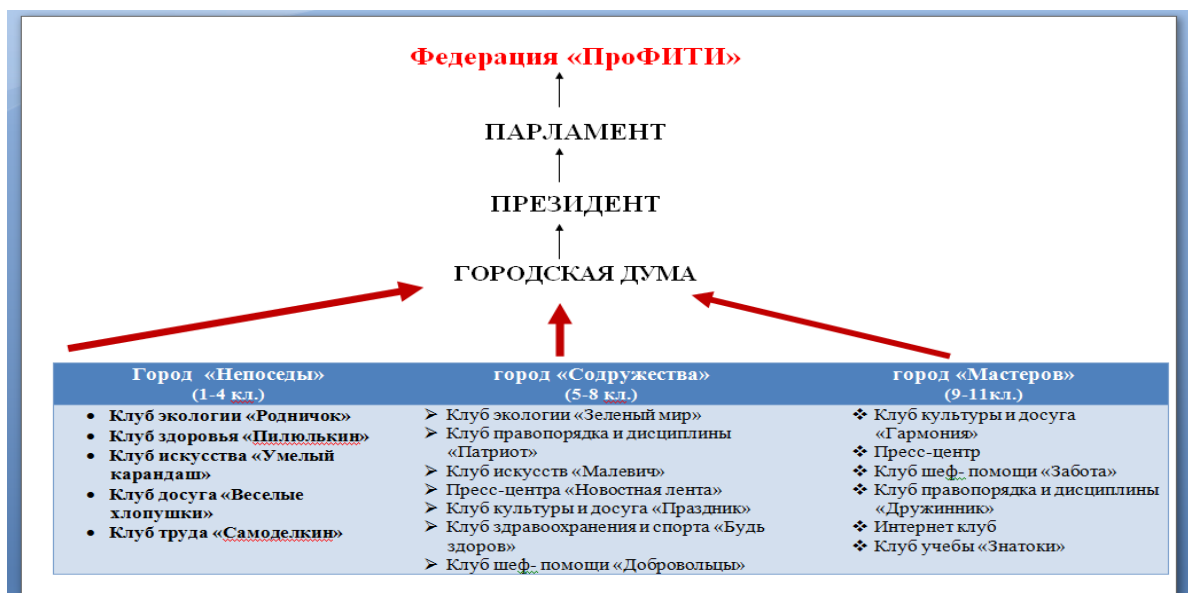 Федерация «ПроФИТИ»
ПАРЛАМЕНТ
ПРЕЗИДЕНТ
ГОРОДСКАЯ ДУМА
Город «Непоседы»
(1-4 кл.)
• Клуб экологии «Родничок»
• Клуб здоровья «Пилюлькин»
• Клуб искусства «Умелый
карандаш»
• Клуб досуга «Веселые
хлопушки»
• Клуб труда «Самоделкин»
город «Содружества»
(5-8 кл.)
➢ Клуб экологии «Зеленый мир»
➢ Клуб правопорядка и дисциплины
«Патриот»
➢ Клуб искусств «Малевич»
➢ Пресс-центра «Новостная лента»
➢ Клуб культуры и досуга «Праздник»
➢ Клуб здравоохранения и спорта «Будь
здоров»
➢ Клуб шеф- помощи «Добровольцы»
город «Мастеров»
(9-11кл.)
❖ Клуб культуры и досуга
«Гармония»
❖ Пресс-центр
❖ Клуб шеф- помощи «Забота»
❖ Клуб правопорядка и дисциплины
«Дружинник»
❖ Интернет клуб
❖ Клуб учебы «Знатоки»